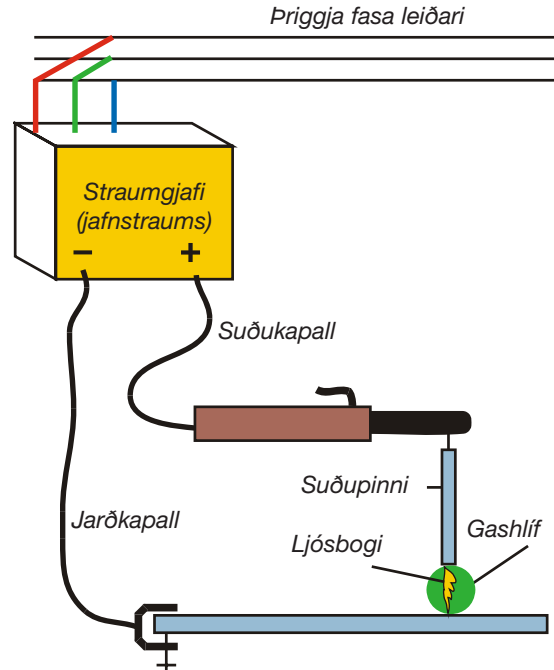 Þriggja fasa leiðari
Straumgjafi
(jafnstraums)
− +
Suðukapall
Suðupinni
Jarðkapall
Ljósbogi
Gashlíf